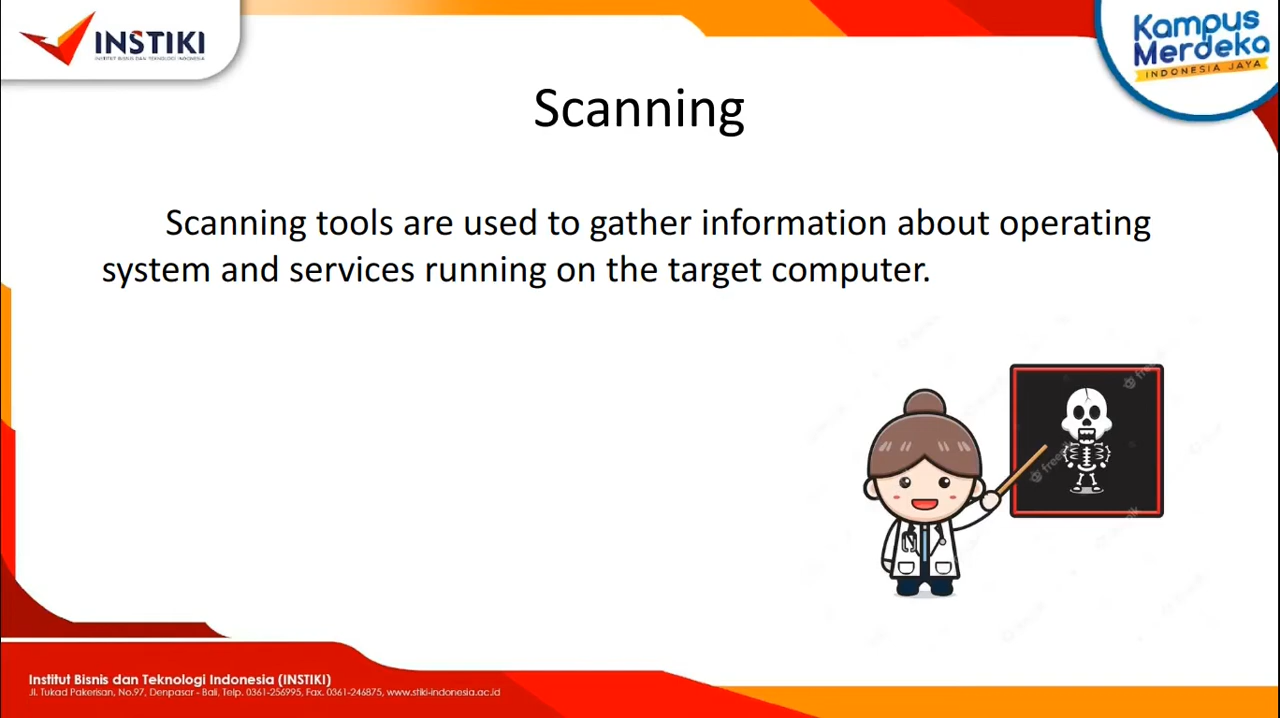 INSTIKI
INSTITUT BISNIS DAN TEKNOLOGI INDONESIA
Kampus
Merdeka
INDONESIA JAYA
Scanning
Scanning tools are used to gather information about operating
system and services running on the target computer.
Institut Bisnis dan Teknologi Indonesia (INSTIKI)
Jl. Tukad Pakerisan, No.97, Denpasar - Bali, Telp. 0361-256995, Fax. 0361-246875, www.stiki-indonesia.ac.id